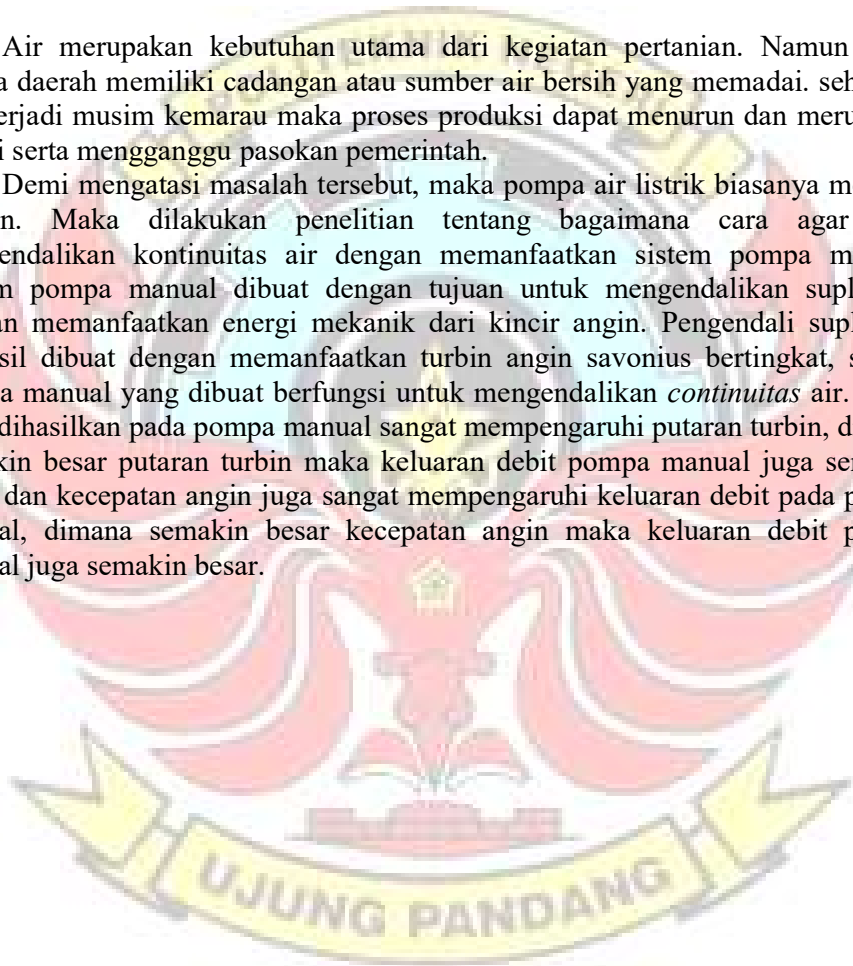 Air merupakan kebutuhan utama dari kegiatan pertanian. Namun
a daerah memiliki cadangan atau sumber air bersih yang memadai. seh
erjadi musim kemarau maka proses produksi dapat menurun dan meru
i serta mengganggu pasokan pemerintah.
Demi mengatasi masalah tersebut, maka pompa air listrik biasanya m
n. Maka dilakukan penelitian tentang bagaimana cara agar
endalikan kontinuitas air dengan memanfaatkan sistem pompa m
m pompa manual dibuat dengan tujuan untuk mengendalikan supl
an memanfaatkan energi mekanik dari kincir angin. Pengendali supl
sil dibuat dengan memanfaatkan turbin angin savonius bertingkat, s
a manual yang dibuat berfungsi untuk mengendalikan continuitas air.
dihasilkan pada pompa manual sangat mempengaruhi putaran turbin, d
kin besar putaran turbin maka keluaran debit pompa manual juga sem
dan kecepatan angin juga sangat mempengaruhi keluaran debit pada p
al, dimana semakin besar kecepatan angin maka keluaran debit p
al juga semakin besar.
POLITEKNIK NEGERI
UJUNG PANDANG